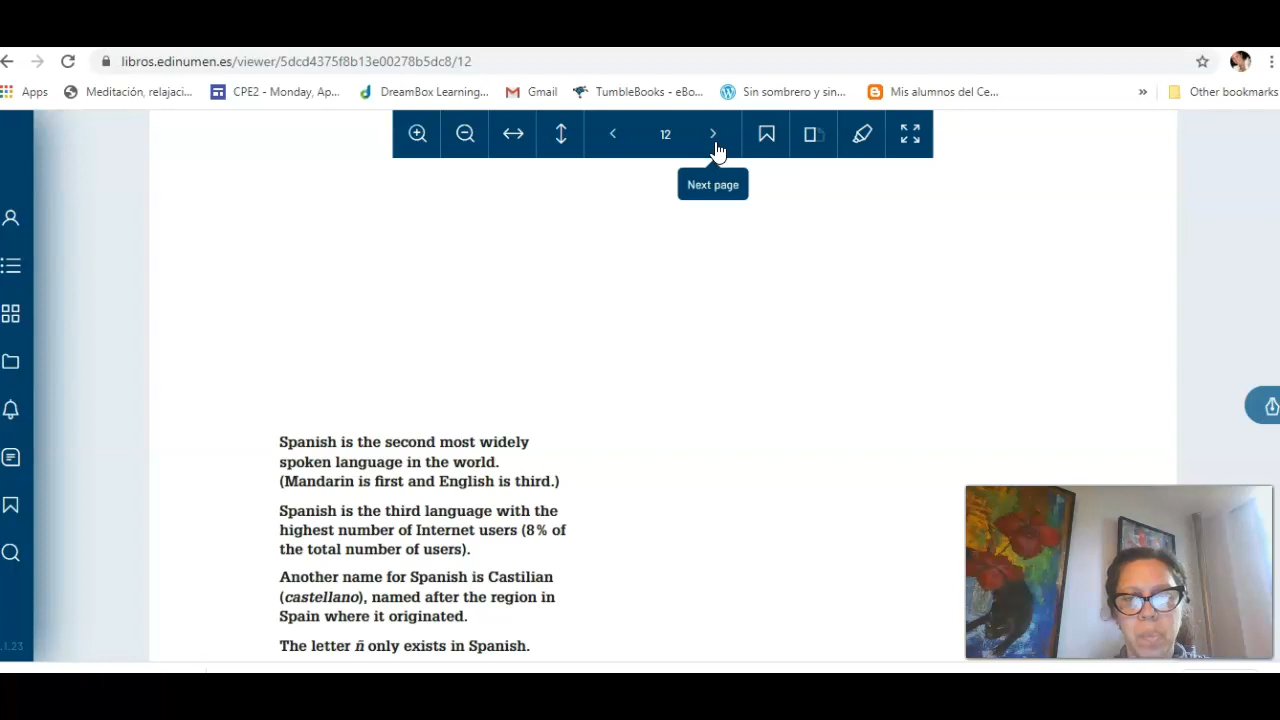 libros.edinumen.es/viewer/5dcd4375f8b13e00278b5dc8/12
Apps Meditación, relajaci... CPE2 - Monday, Ap... DreamBox Learning... Gmail TumbleBooks - eBo... Sin sombrero y sin... Mis alumnos del Ce... » Other bookmarks
12
Next page
Spanish is the second most widely
spoken language in the world.
(Mandarin is first and English is third.)
Spanish is the third language with the
highest number of Internet users (8% of
the total number of users).
Another name for Spanish is Castilian
(castellano), named after the region in
Spain where it originated.
The letter ñ only exists in Spanish.
.1.23